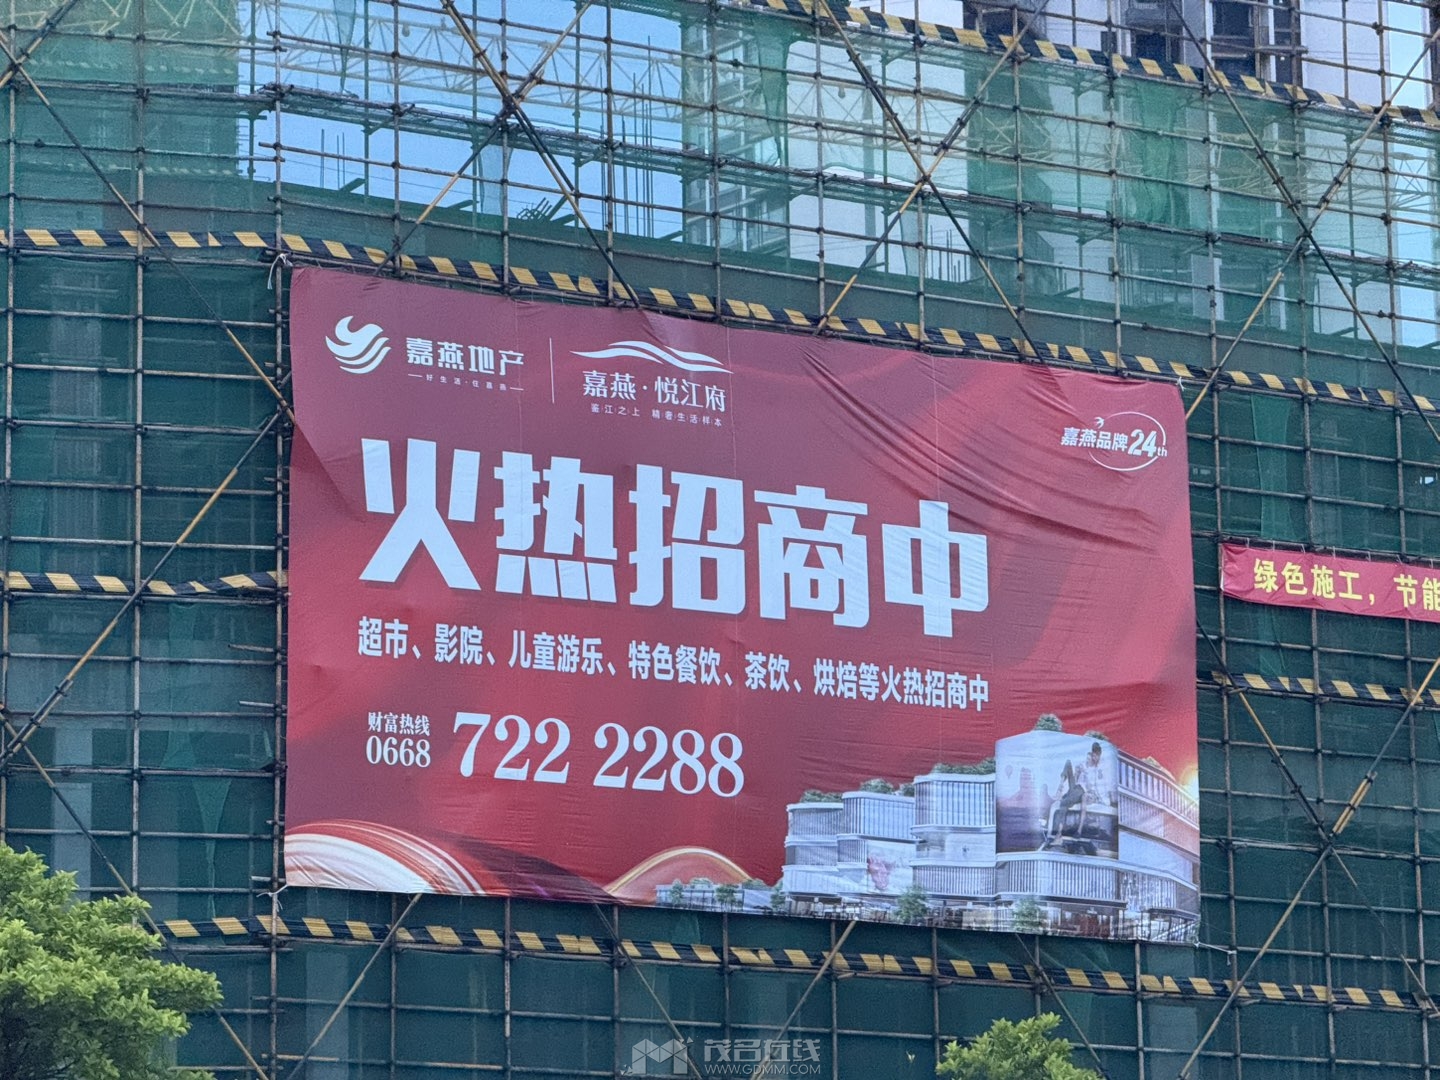 嘉燕地产
好生活·住嘉燕
嘉燕·悦江府
鉴江之上 精奢生活样本
嘉燕品牌24th
火热招商中
超市、影院、儿童游乐、特色餐饮、茶饮、烘焙等火热招商中
财富热线
0668 722 2288
绿色施工，节能
茂名在线
WWW.GDMM.COM